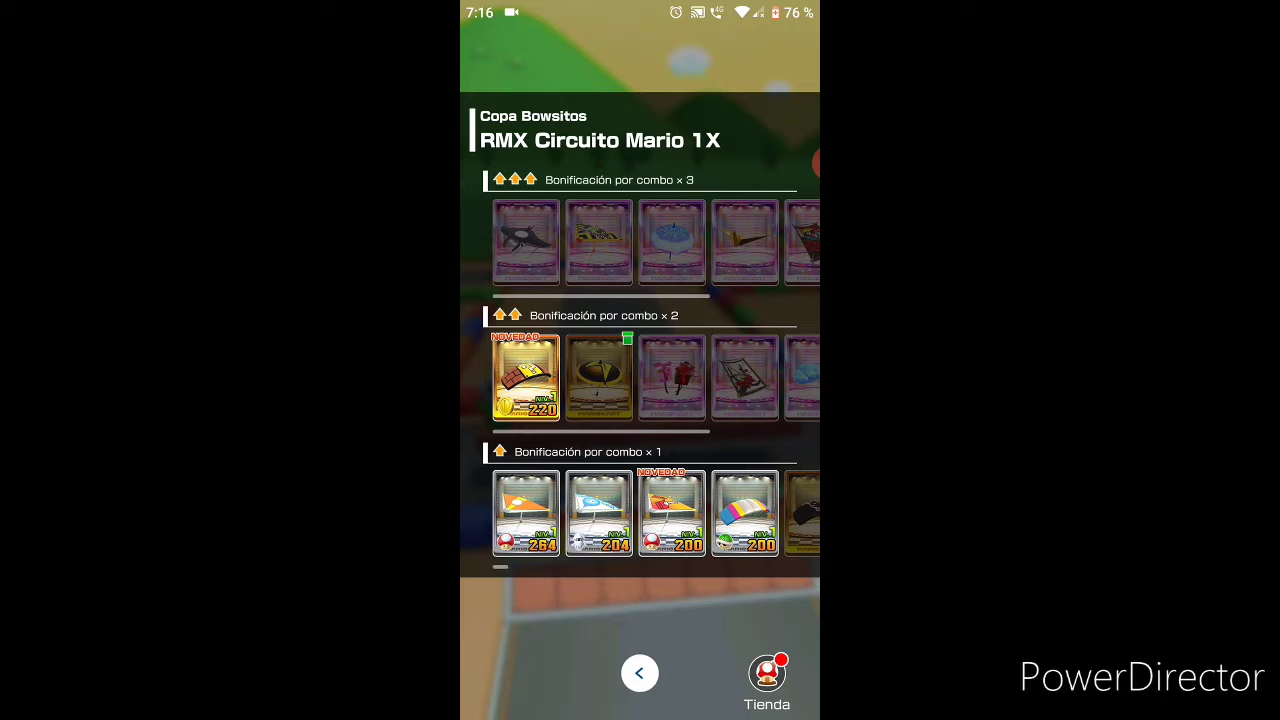 7:16 4G 76 %
Copa Bowsitos
RMX Circuito Mario 1X
Bonificación por combo × 3
Bonificación por combo × 2
NOVEDAD
NIV. 1
220
Bonificación por combo × 1
NOVEDAD
NIV. 1 NIV. 1 NIV. 1 NIV. 1
264 204 200 200
Tienda
PowerDirector